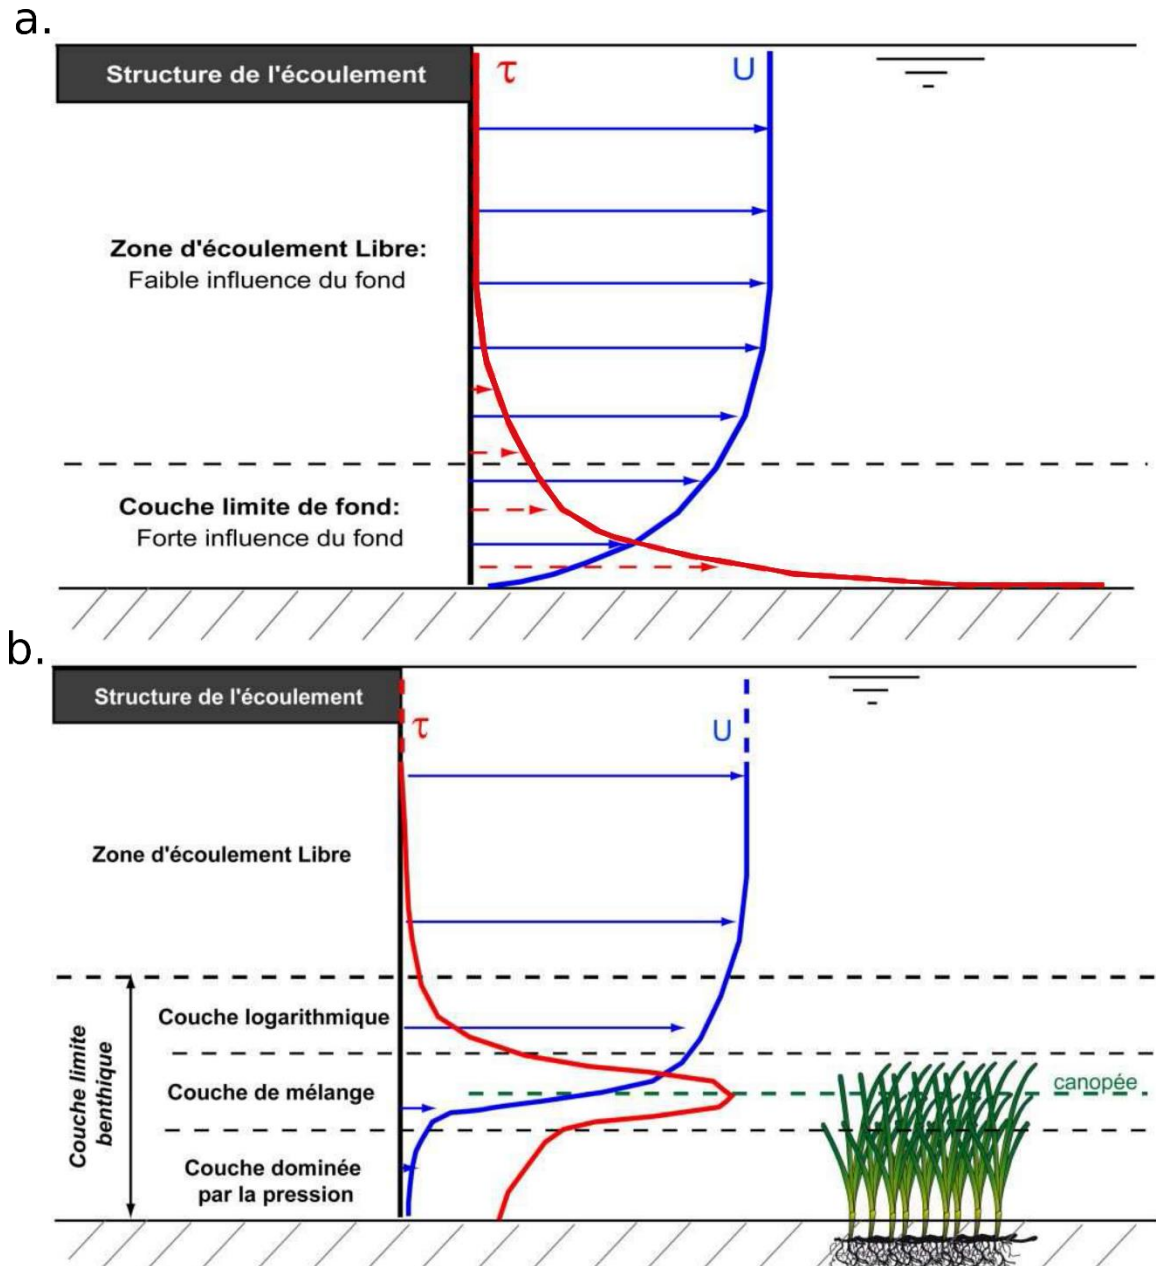 a.
Structure de l'écoulement
τ
U
Zone d'écoulement Libre:
Faible influence du fond
Couche limite de fond:
Forte influence du fond
b.
Structure de l'écoulement
τ
U
Zone d'écoulement Libre
Couche limite
benthique
Couche logarithmique
Couche de mélange
canopée
Couche dominée
par la pression